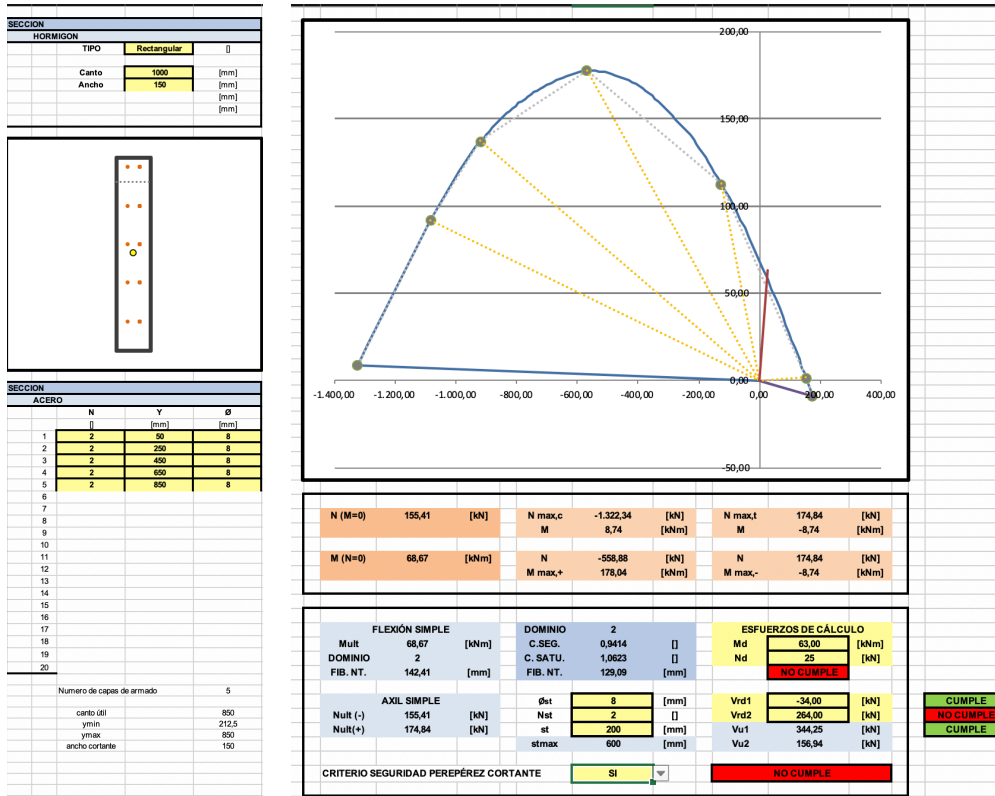 SECCION
HORMIGON
TIPO Rectangular []
Canto 1000 [mm]
Ancho 150 [mm]
[mm]
[mm]
200,00
150,00
100,00
50,00
0,00
-1.400,00 -1.200,00 -1.000,00 -800,00 -600,00 -400,00 -200,00 0,00 200,00 400,00
-50,00
SECCION
ACERO
N Y Ø
[] [mm] [mm]
1 2 50 8
2 2 250 8
3 2 450 8
4 2 650 8
5 2 850 8
6
7
8
9
10
11
12
13
14
15
16
17
18
19
20
Numero de capas de armado 5
canto útil 850
ymin 212,5
ymax 850
ancho cortante 150
N (M=0) 155,41 [kN] N max,c -1.322,34 [kN] N max,t 174,84 [kN]
M 8,74 [kNm] M -8,74 [kNm]
M (N=0) 68,67 [kNm] N -558,88 [kN] N 174,84 [kN]
M max,+ 178,04 [kNm] M max,- -8,74 [kNm]
FLEXIÓN SIMPLE DOMINIO 2 ESFUERZOS DE CÁLCULO
Mult 68,67 [kNm] C.SEG. 0,9414 [] Md 63,00 [kNm]
DOMINIO 2 C. SATU. 1,0623 [] Nd 25 [kN]
FIB. NT. 142,41 [mm] FIB. NT. 129,09 [mm] NO CUMPLE
AXIL SIMPLE Øst 8 [mm] Vrd1 -34,00 [kN] CUMPLE
Nult (-) 155,41 [kN] Nst 2 [] Vrd2 264,00 [kN] NO CUMPLE
Nult(+) 174,84 [kN] st 200 [mm] Vu1 344,25 [kN] CUMPLE
stmax 600 [mm] Vu2 156,94 [kN]
CRITERIO SEGURIDAD PEREPÉREZ CORTANTE SI NO CUMPLE